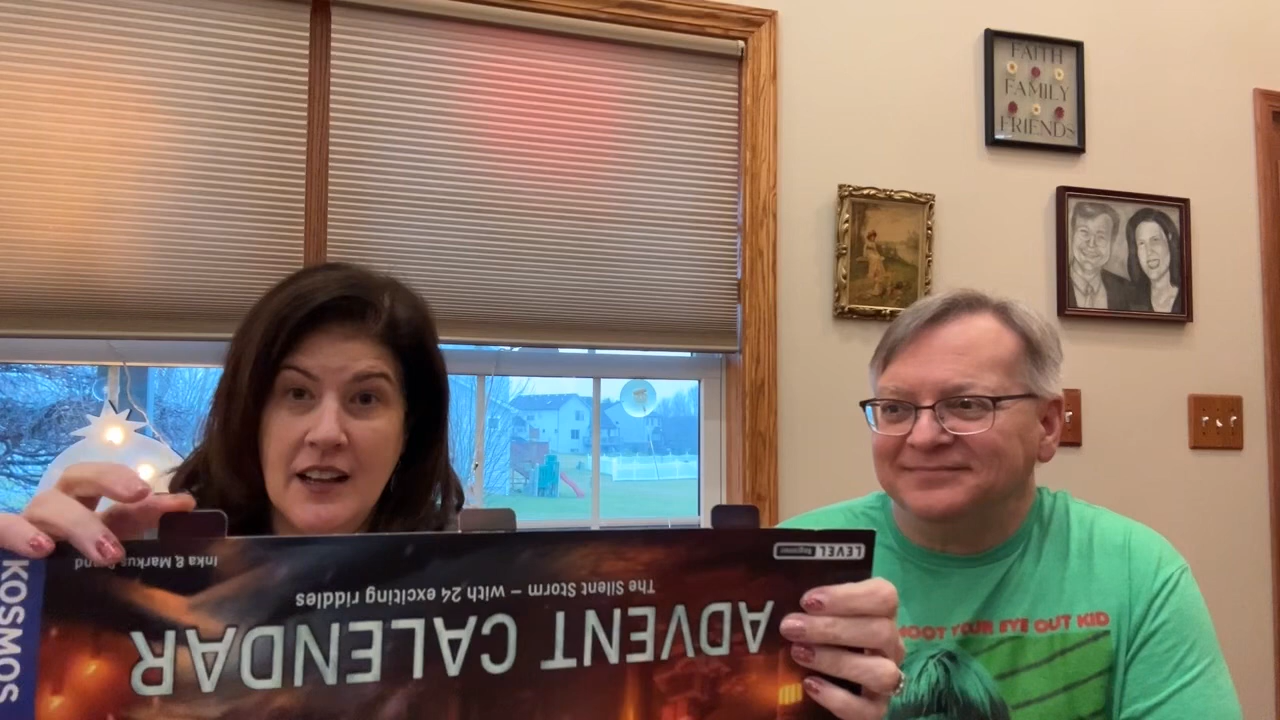 FAITH
FAMILY
FRIENDS
KOSMOS
Inka & Markus Brand
LEVEL Beginner
The Silent Storm – with 24 exciting riddles
ADVENT CALENDAR
SHOOT YOUR EYE OUT KID